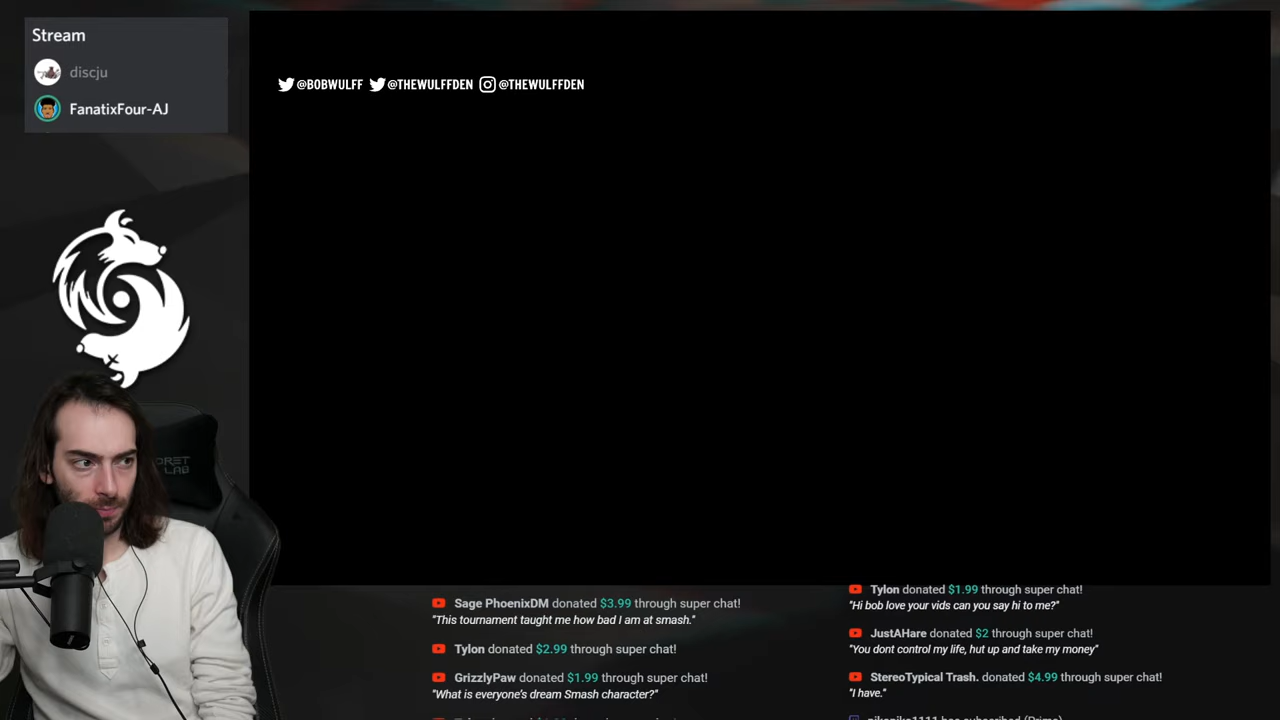 Stream
discju
FanatixFour-AJ
@BOBWULFF @THEWULFFDEN @THEWULFFDEN
Sage PhoenixDM donated $3.99 through super chat!
"This tournament taught me how bad I am at smash."
Tylon donated $2.99 through super chat!
GrizzlyPaw donated $1.99 through super chat!
"What is everyone's dream Smash character?"
Tylon donated $1.99 through super chat!
"Hi bob love your vids can you say hi to me?"
JustAHare donated $2 through super chat!
"You dont control my life, hut up and take my money"
StereoTypical Trash. donated $4.99 through super chat!
"I have."
nikonike1111 has subscribed (Prime)